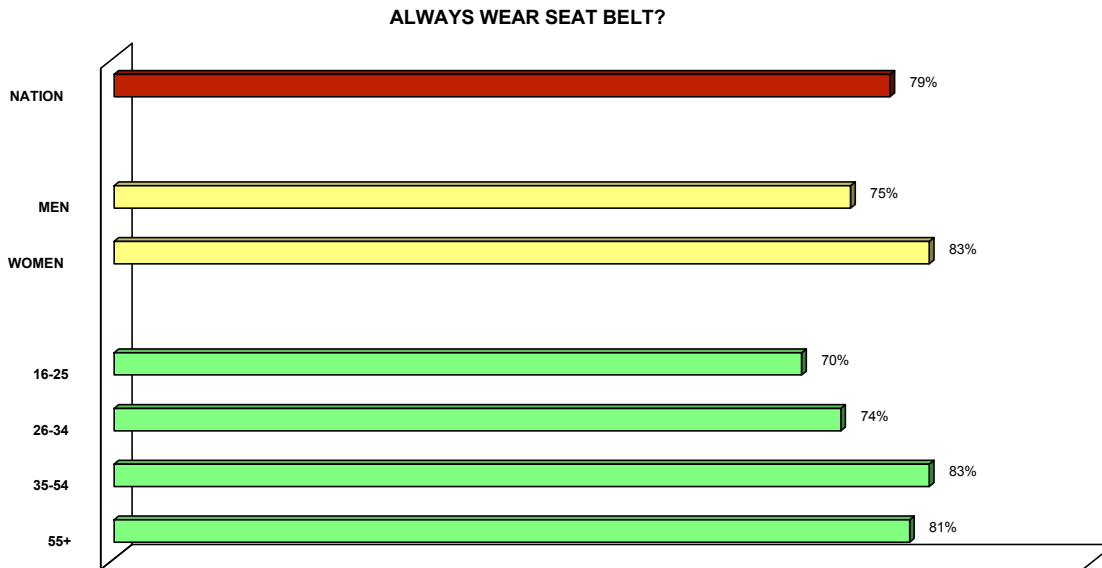 ALWAYS WEAR SEAT BELT?
NATION 79%
MEN 75%
WOMEN 83%
16-25 70%
26-34 74%
35-54 83%
55+ 81%